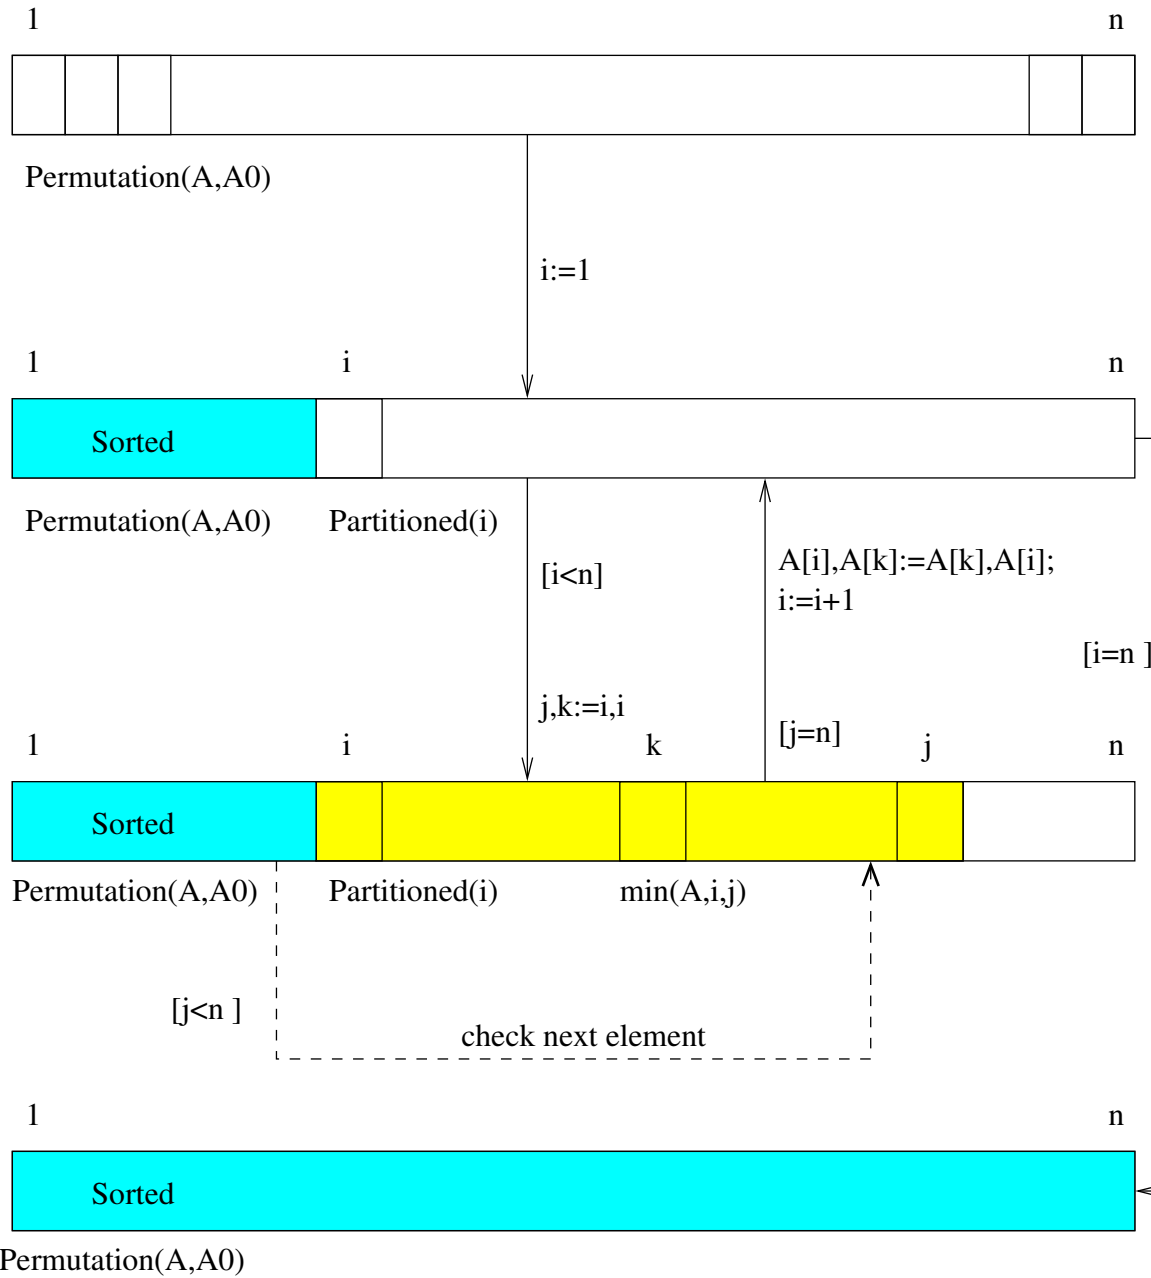 1 n
Permutation(A,A0)
i:=1
1 i n
Sorted
Permutation(A,A0) Partitioned(i)
[i<n]
A[i],A[k]:=A[k],A[i];
i:=i+1
[i=n ]
j,k:=i,i
[j=n]
1 i k j n
Sorted
Permutation(A,A0) Partitioned(i) min(A,i,j)
[j<n ]
check next element
1 n
Sorted
Permutation(A,A0)